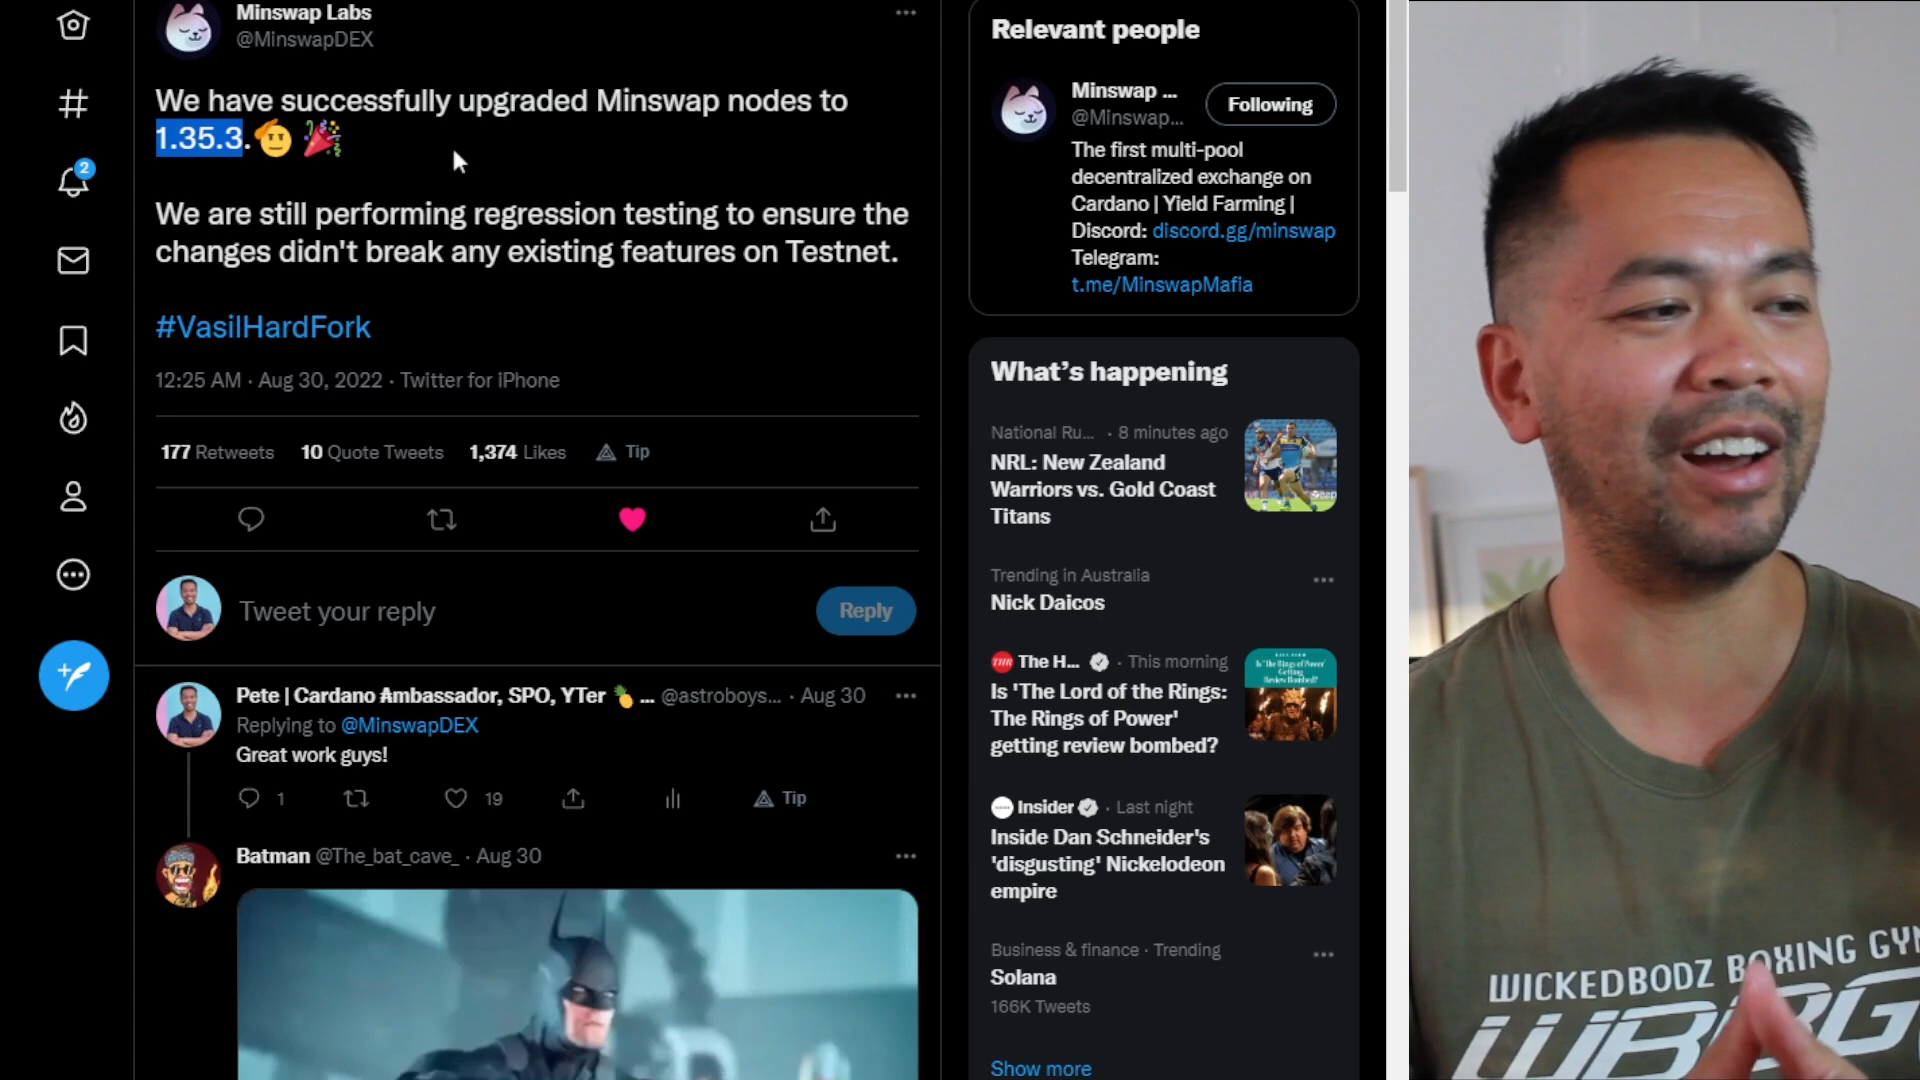 Minswap Labs
@MinswapDEX
We have successfully upgraded Minswap nodes to
1.35.3.
We are still performing regression testing to ensure the
changes didn't break any existing features on Testnet.
#VasilHardFork
12:25 AM · Aug 30, 2022 · Twitter for iPhone
177 Retweets 10 Quote Tweets 1,374 Likes Tip
Tweet your reply
Reply
Pete | Cardano Ambassador, SPO, YTer ... @astroboys... · Aug 30
Replying to @MinswapDEX
Great work guys!
1 19 Tip
Batman @The_bat_cave_ · Aug 30
2
Relevant people
Minswap ...
@Minswap...
Following
The first multi-pool
decentralized exchange on
Cardano | Yield Farming |
Discord: discord.gg/minswap
Telegram:
t.me/MinswapMafia
What's happening
National Ru... · 8 minutes ago
NRL: New Zealand
Warriors vs. Gold Coast
Titans
Trending in Australia
Nick Daicos
The H... · This morning
Is 'The Lord of the Rings:
The Rings of Power'
getting review bombed?
Insider · Last night
Inside Dan Schneider's
'disgusting' Nickelodeon
empire
Business & finance · Trending
Solana
166K Tweets
Show more
WICKEDBODZ BOXING GYM